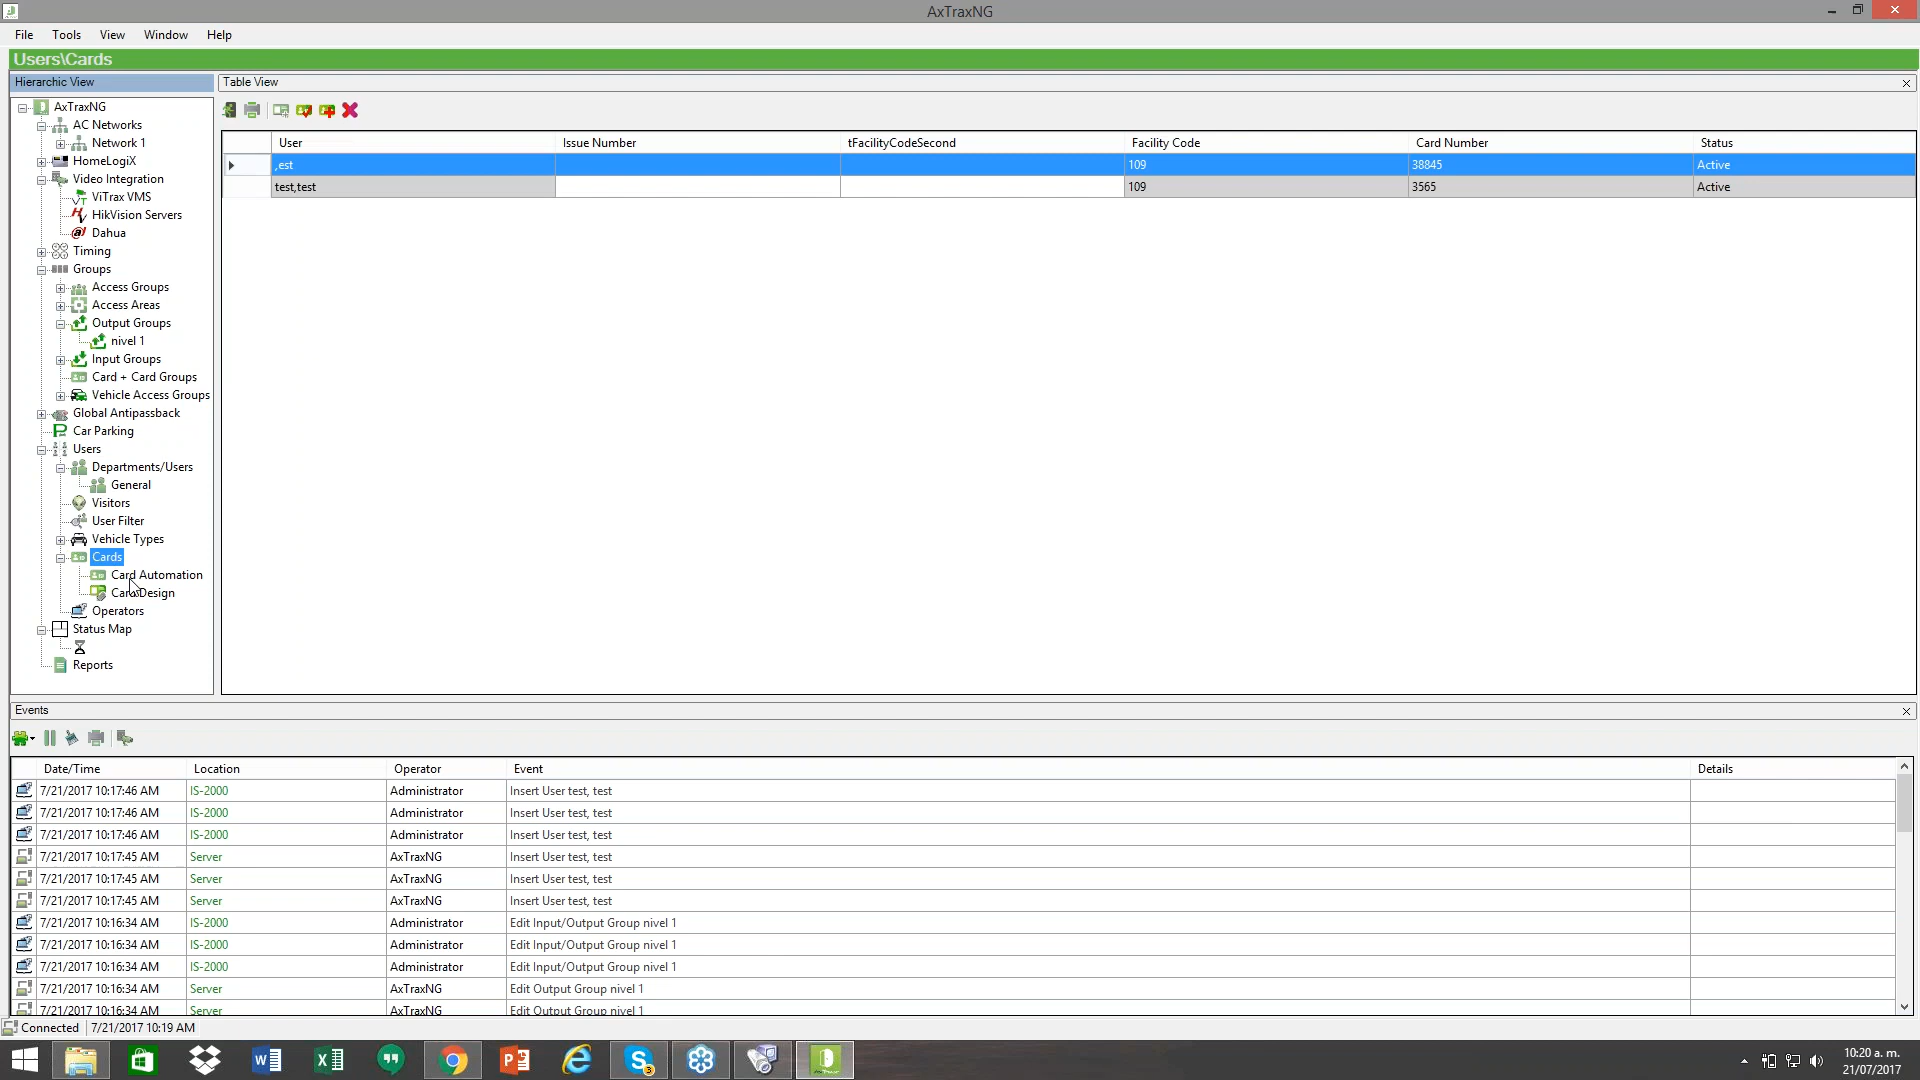 AxTraxNG
File Tools View Window Help
Users\Cards
Hierarchic View
Table View
AxTraxNG
AC Networks
Network 1
HomeLogiX
Video Integration
ViTrax VMS
HikVision Servers
Dahua
Timing
Groups
Access Groups
Access Areas
Output Groups
nivel 1
Input Groups
Card + Card Groups
Vehicle Access Groups
Global Antipassback
Car Parking
Users
Departments/Users
General
Visitors
User Filter
Vehicle Types
Cards
Card Automation
Card Design
Operators
Status Map
Reports
User Issue Number tFacilityCodeSecond Facility Code Card Number Status
,est 109 38845 Active
test,test 109 3565 Active
Events
Date/Time Location Operator Event Details
7/21/2017 10:17:46 AM IS-2000 Administrator Insert User test, test
7/21/2017 10:17:46 AM IS-2000 Administrator Insert User test, test
7/21/2017 10:17:46 AM IS-2000 Administrator Insert User test, test
7/21/2017 10:17:45 AM Server AxTraxNG Insert User test, test
7/21/2017 10:17:45 AM Server AxTraxNG Insert User test, test
7/21/2017 10:17:45 AM Server AxTraxNG Insert User test, test
7/21/2017 10:16:34 AM IS-2000 Administrator Edit Input/Output Group nivel 1
7/21/2017 10:16:34 AM IS-2000 Administrator Edit Input/Output Group nivel 1
7/21/2017 10:16:34 AM IS-2000 Administrator Edit Input/Output Group nivel 1
7/21/2017 10:16:34 AM Server AxTraxNG Edit Output Group nivel 1
7/21/2017 10:16:34 AM Server AxTraxNG Edit Output Group nivel 1
Connected 7/21/2017 10:19 AM
10:20 a. m.
21/07/2017